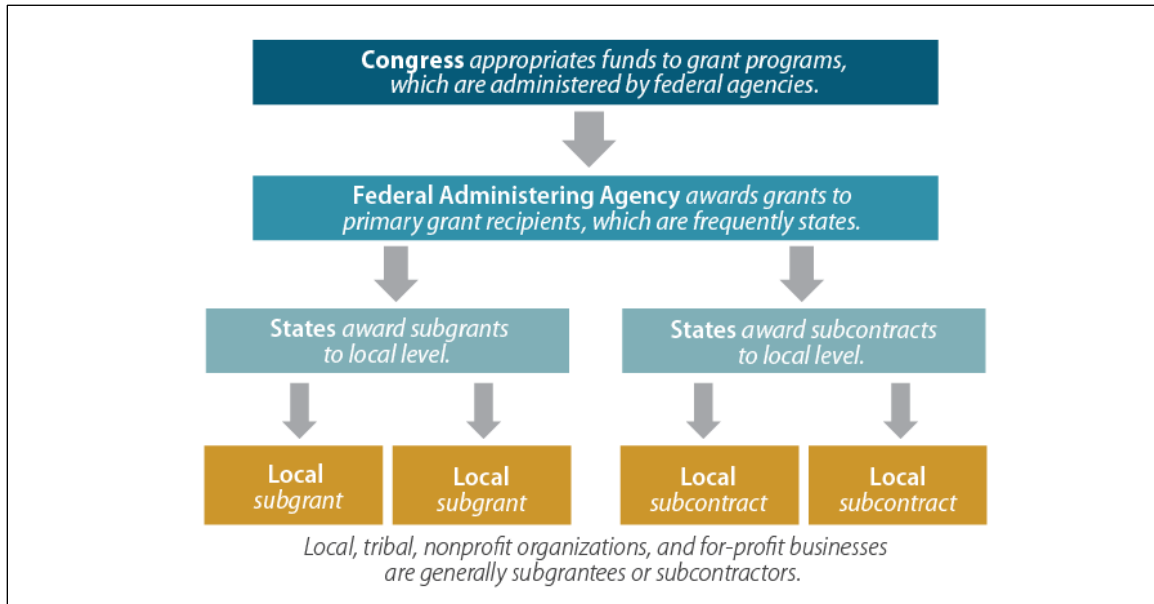 Congress appropriates funds to grant programs,
which are administered by federal agencies.
Federal Administering Agency awards grants to
primary grant recipients, which are frequently states.
States award subgrants
to local level.
States award subcontracts
to local level.
Local
subgrant
Local
subgrant
Local
subcontract
Local
subcontract
Local, tribal, nonprofit organizations, and for-profit businesses
are generally subgrantees or subcontractors.